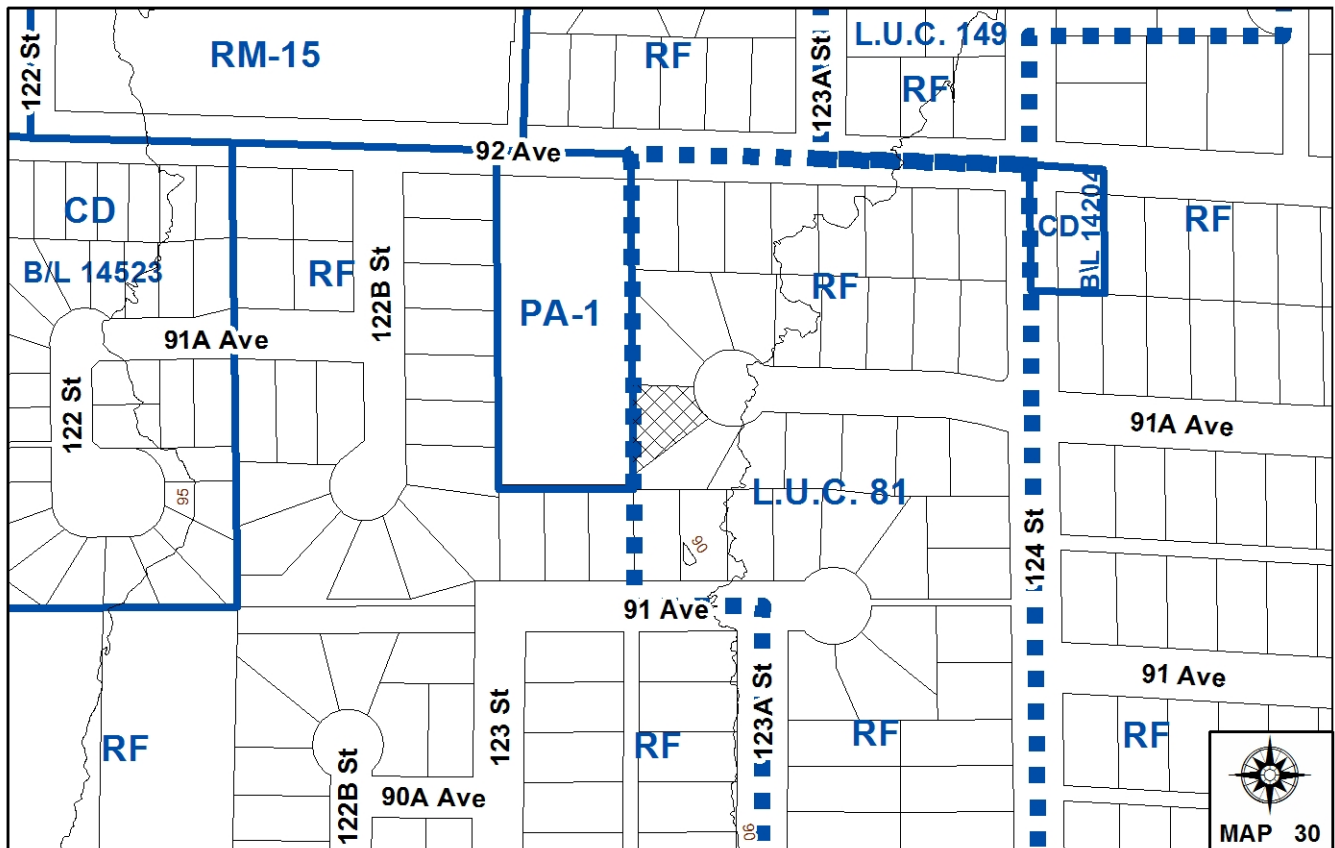 122 St
RM-15
RF
123A St
L.U.C. 149
RF
92 Ave
CD
B/L 14523
RF
122B St
91A Ave
PA-1
RF
CD
B\L 14204
RF
122 St
91A Ave
95
L.U.C. 81
90
124 St
91 Ave
91 Ave
RF
123 St
RF
123A St
RF
RF
122B St
90A Ave
90
MAP 30